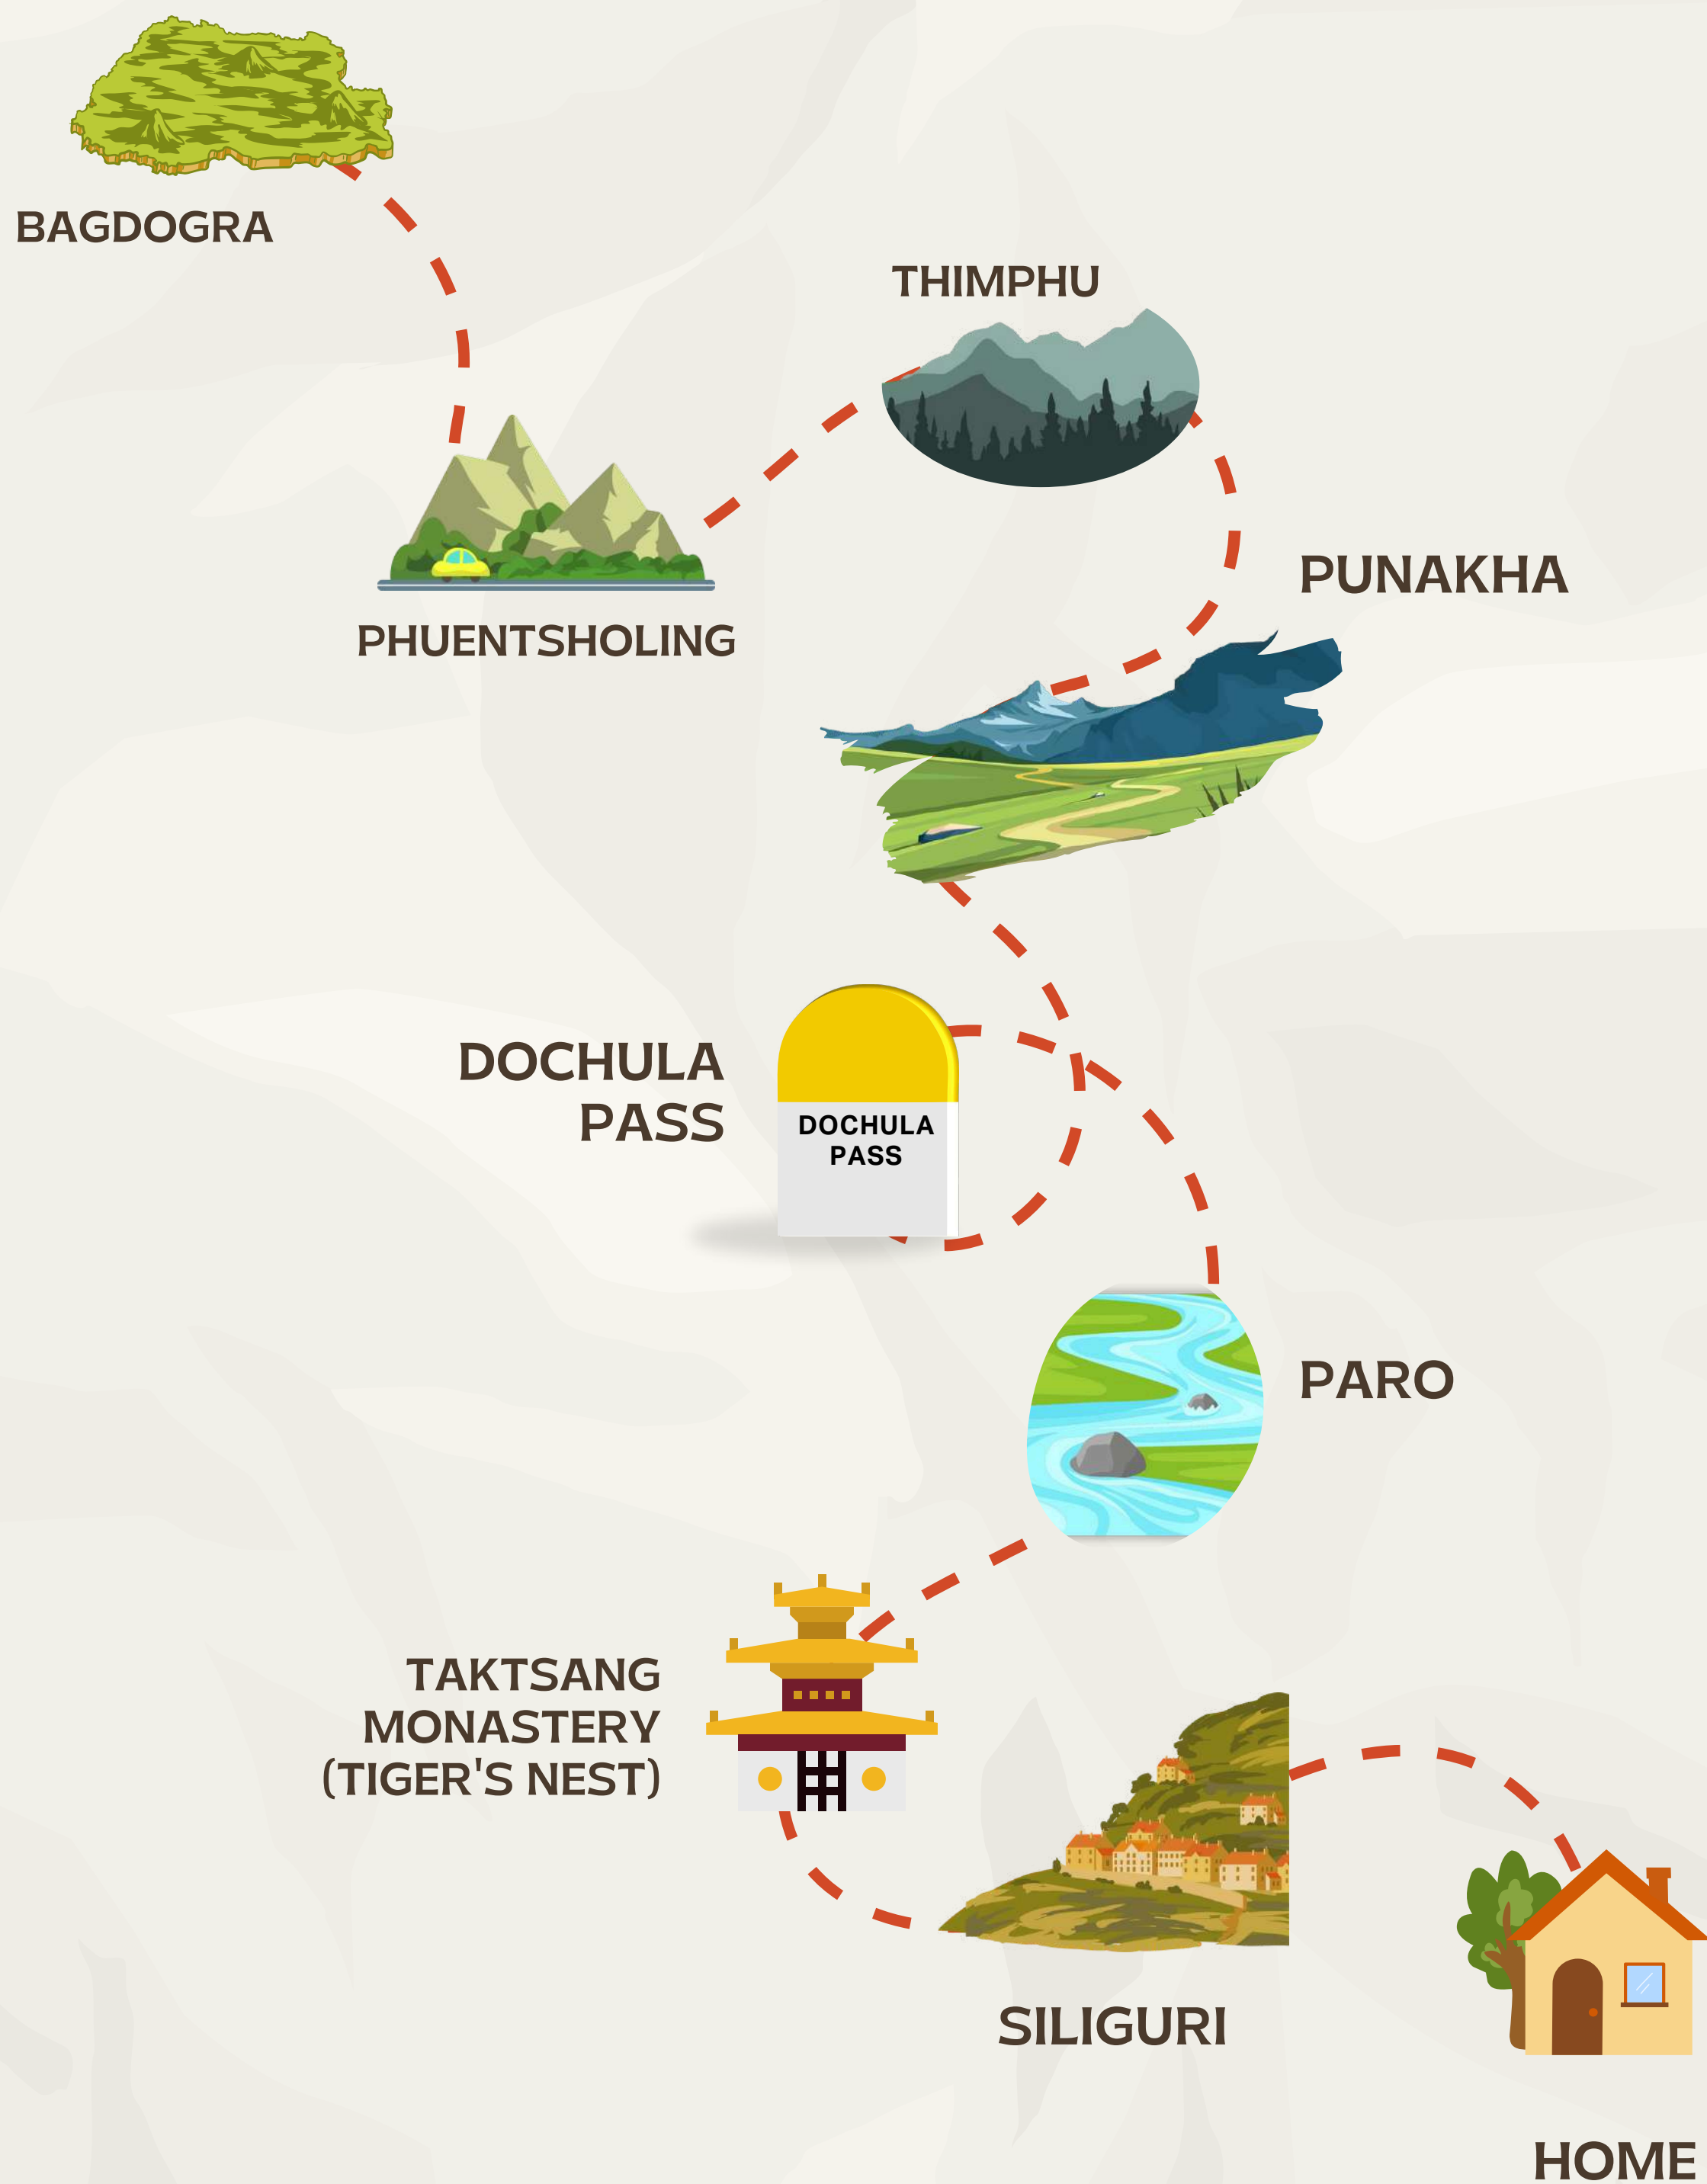 BAGDOGRA
THIMPHU
PUNAKHA
PHUENTSHOLING
DOCHULA
PASS
DOCHULA
PASS
PARO
TAKTSANG
MONASTERY
(TIGER'S NEST)
SILIGURI
HOME